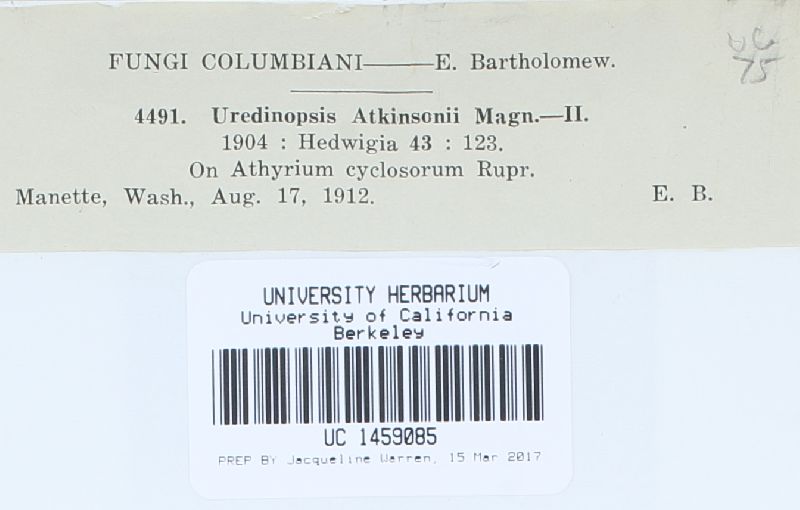 FUNGI COLUMBIANI——E. Bartholomew.
UC
75
4491. Uredinopsis Atkinsonii Magn.—II.
1904 : Hedwigia 43 : 123.
On Athyrium cyclosorum Rupr.
Manette, Wash., Aug. 17, 1912. E. B.
UNIVERSITY HERBARIUM
University of California
Berkeley
UC 1459085
PREP BY Jacqueline Warren, 15 Mar 2017